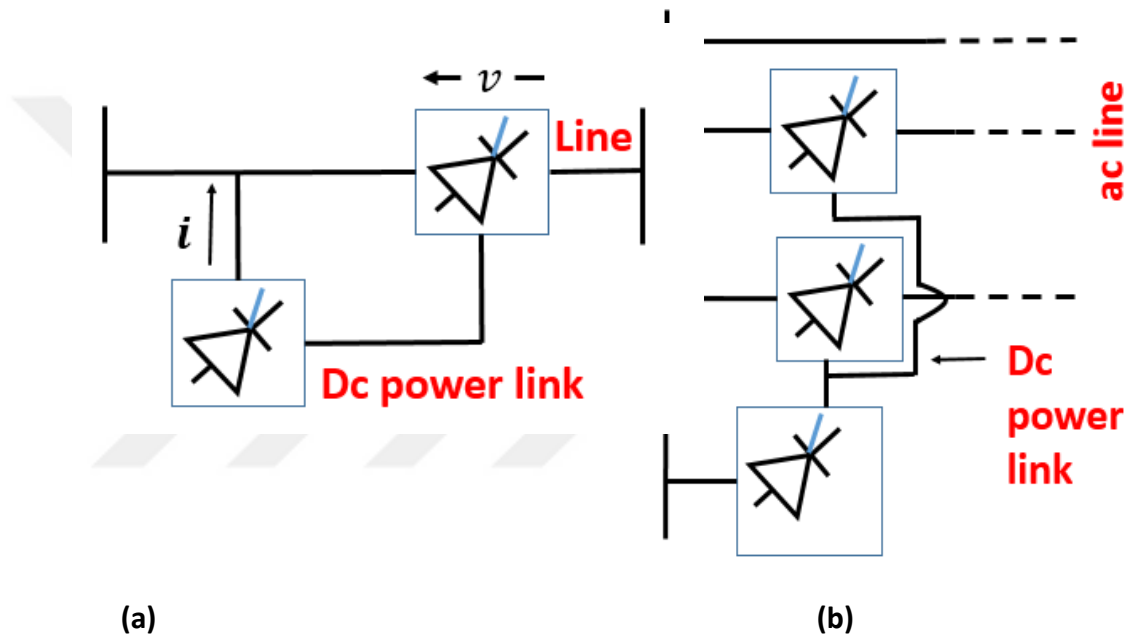 v
Line
i
Dc power link
(a)
ac line
Dc
power
link
(b)